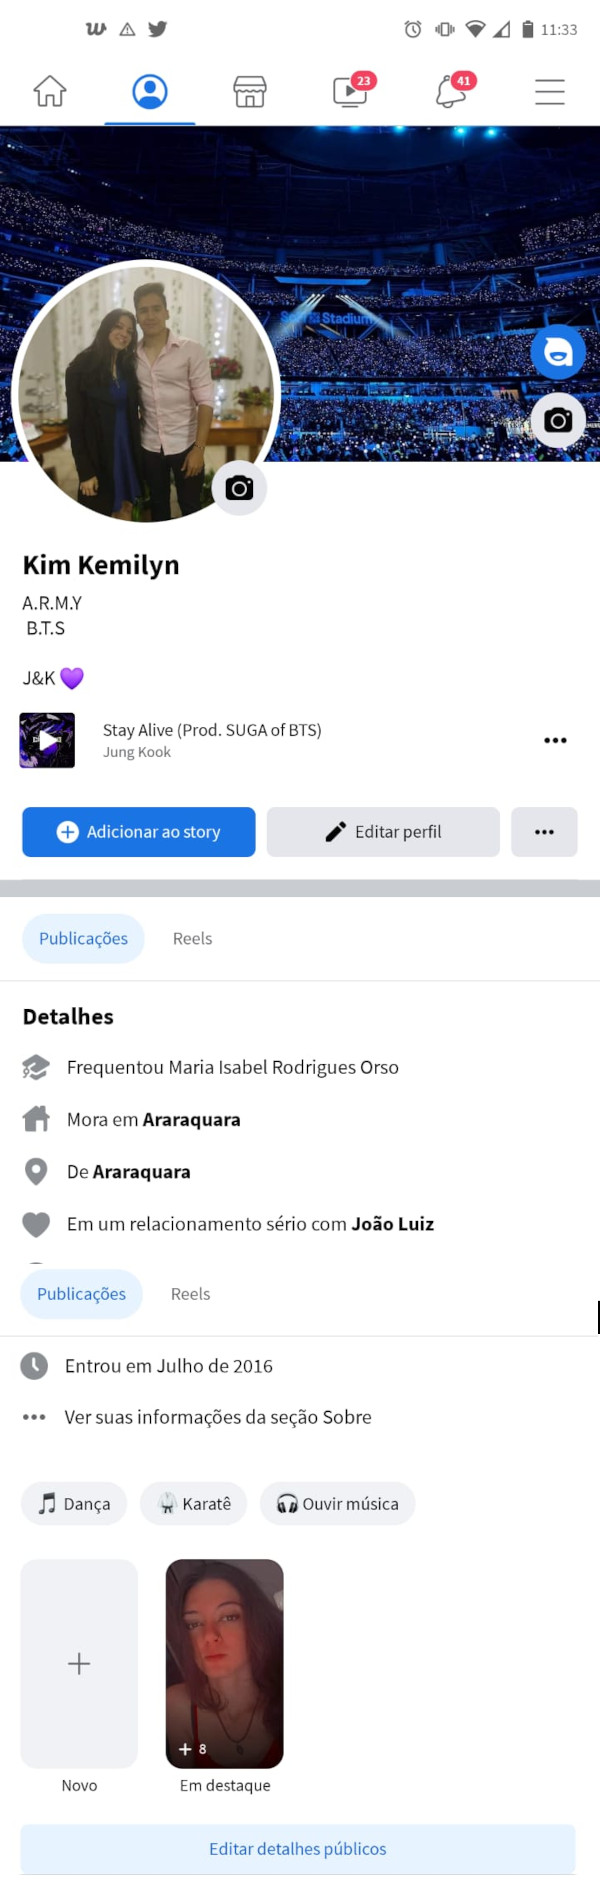 11:33
23
41
SoFi Stadium
Kim Kemilyn
A.R.M.Y
B.T.S
J&K 💜
Stay Alive (Prod. SUGA of BTS)
Jung Kook
Adicionar ao story
Editar perfil
Publicações Reels
Detalhes
Frequentou Maria Isabel Rodrigues Orso
Mora em Araraquara
De Araraquara
Em um relacionamento sério com João Luiz
Publicações Reels
Entrou em Julho de 2016
Ver suas informações da seção Sobre
Dança Karatê Ouvir música
+ 8
Novo Em destaque
Editar detalhes públicos